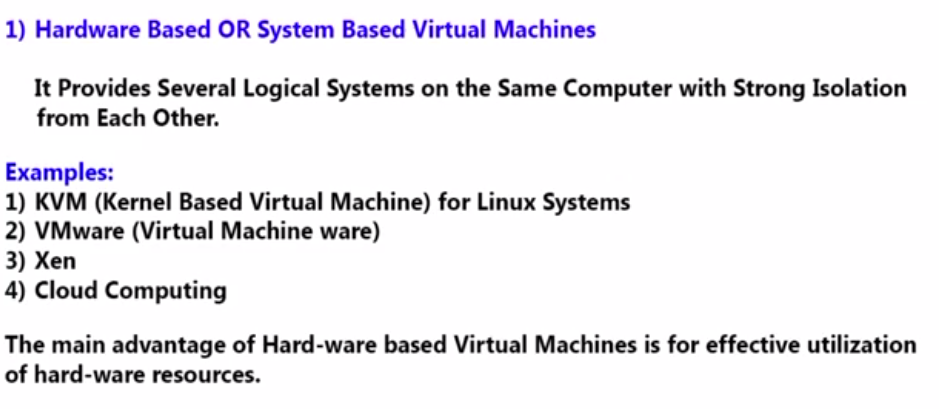 1) Hardware Based OR System Based Virtual Machines
It Provides Several Logical Systems on the Same Computer with Strong Isolation
from Each Other.
Examples:
1) KVM (Kernel Based Virtual Machine) for Linux Systems
2) VMware (Virtual Machine ware)
3) Xen
4) Cloud Computing
The main advantage of Hard-ware based Virtual Machines is for effective utilization
of hard-ware resources.